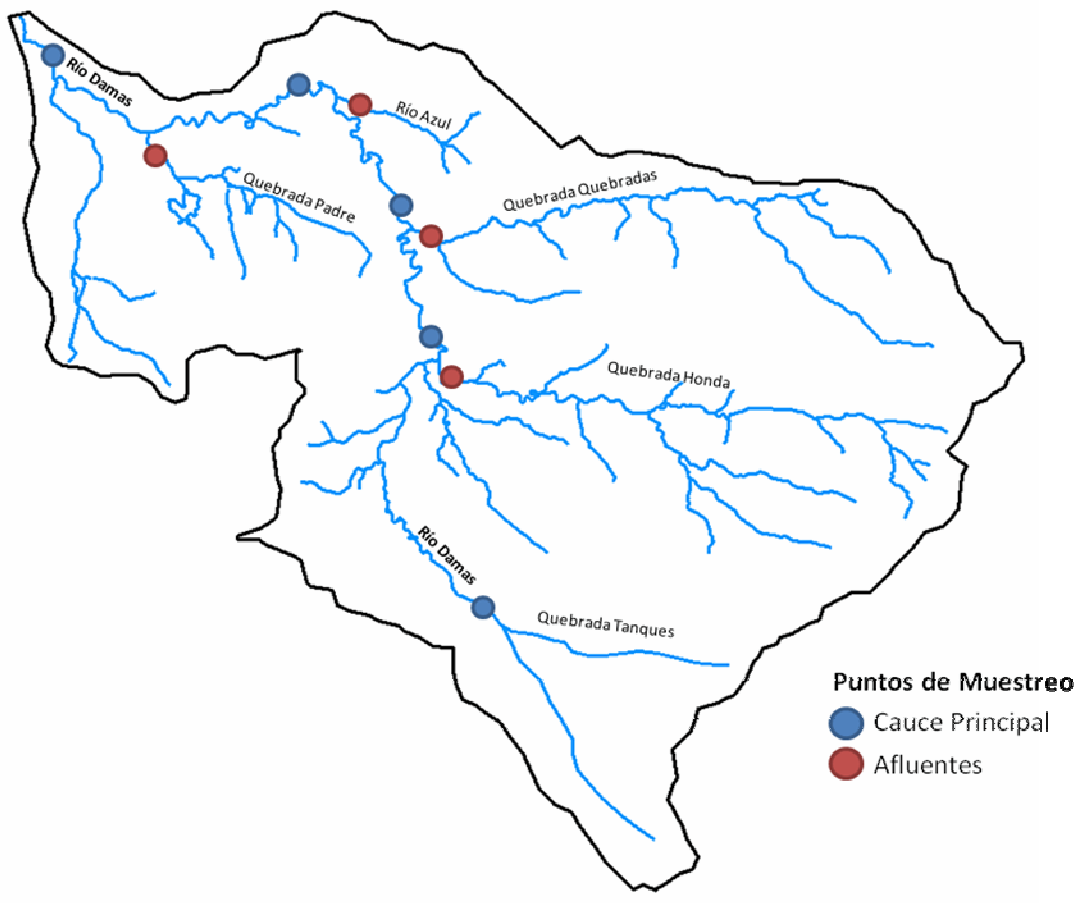 Río Damas
Río Azul
Quebrada Quebradas
Quebrada Padre
Quebrada Honda
Río Damas
Quebrada Tanques
Puntos de Muestreo
Cauce Principal
Afluentes